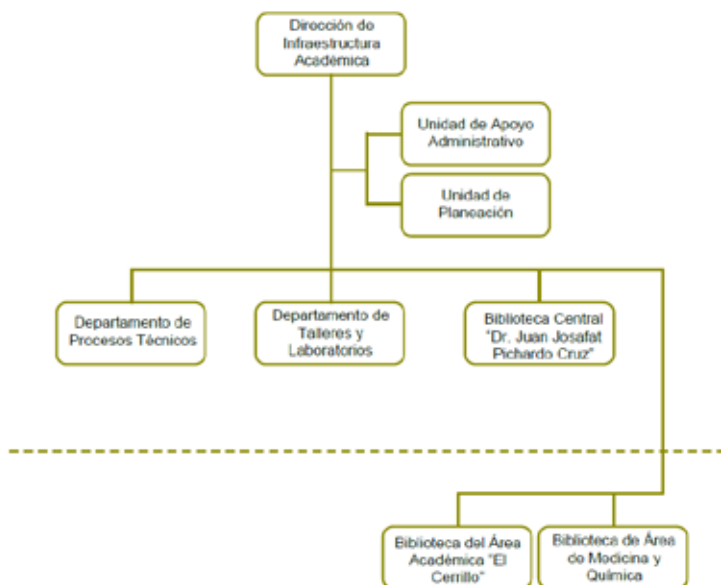 Dirección de
Infraestructura
Académica
Unidad de Apoyo
Administrativo
Unidad de
Planeación
Departamento de
Procesos Técnicos
Departamento de
Talleres y
Laboratorios
Biblioteca Central
"Dr. Juan Josafat
Pichardo Cruz"
Biblioteca del Área
Académica "El
Cerrillo"
Biblioteca de Área
de Medicina y
Química